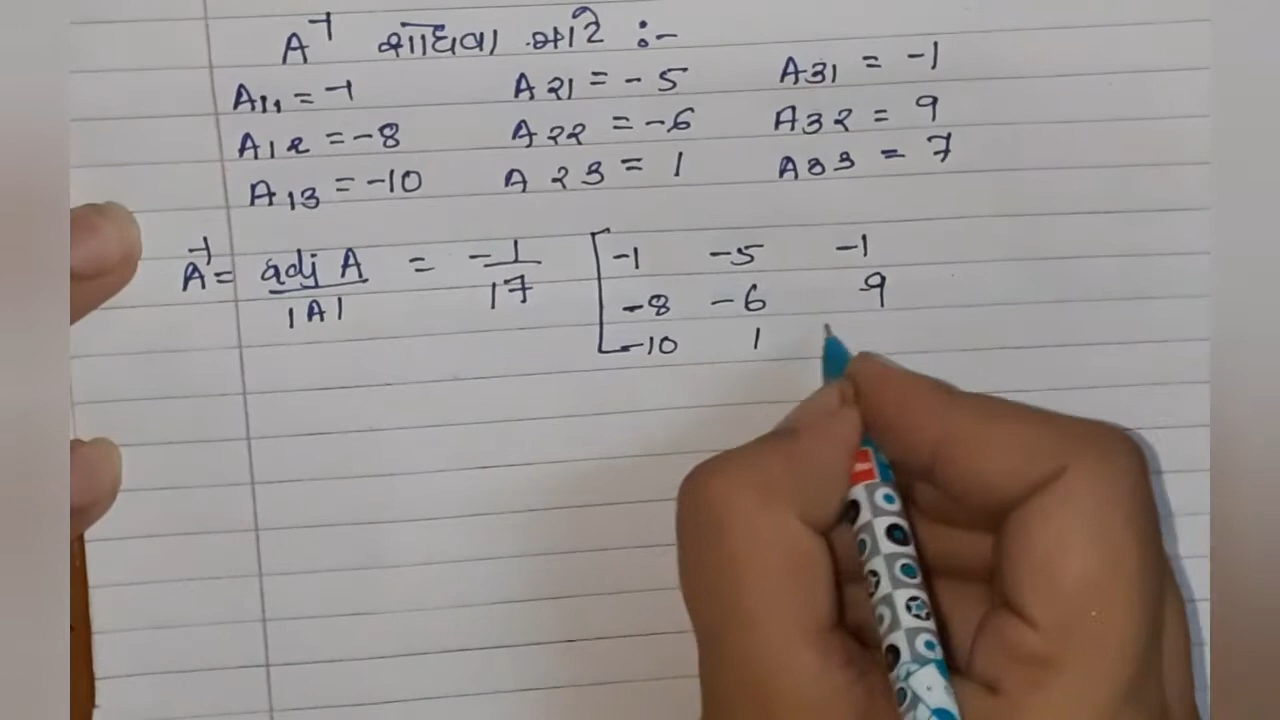 A⁻¹ શોધવા માટે :-
A₁₁ = -1 A₂₁ = -5 A₃₁ = -1
A₁₂ = -8 A₂₂ = -6 A₃₂ = 9
A₁₃ = -10 A₂₃ = 1 A₃₃ = 7
A⁻¹ = adj A / |A| = -1/17 [ -1 -5 -1
-8 -6 9
-10 1